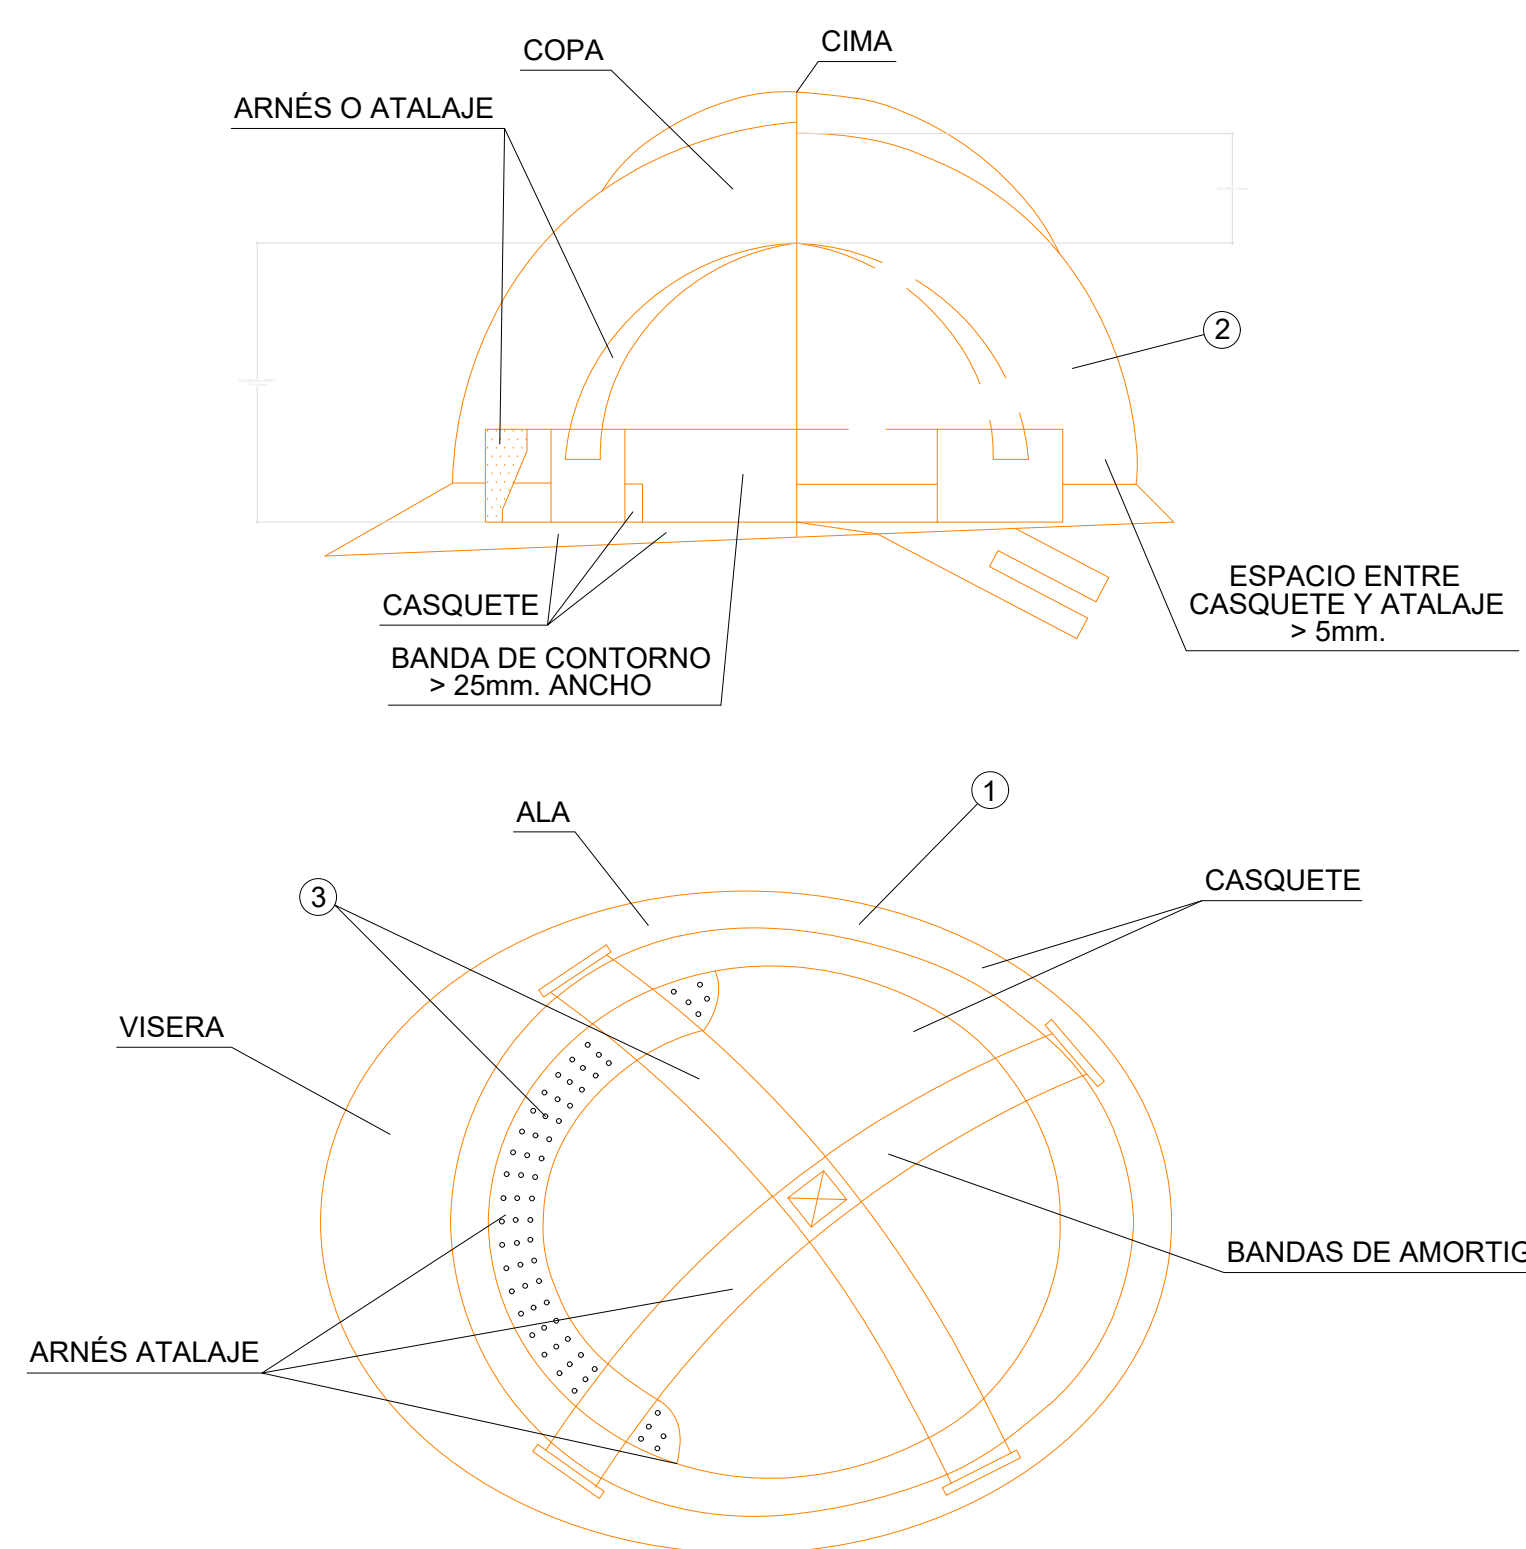 CIMA
COPA
ARNÉS O ATALAJE
2
ESPACIO ENTRE
CASQUETE Y ATALAJE
> 5mm.
CASQUETE
BANDA DE CONTORNO
> 25mm. ANCHO
1
ALA
CASQUETE
3
VISERA
BANDAS DE AMORTIG
ARNÉS ATALAJE